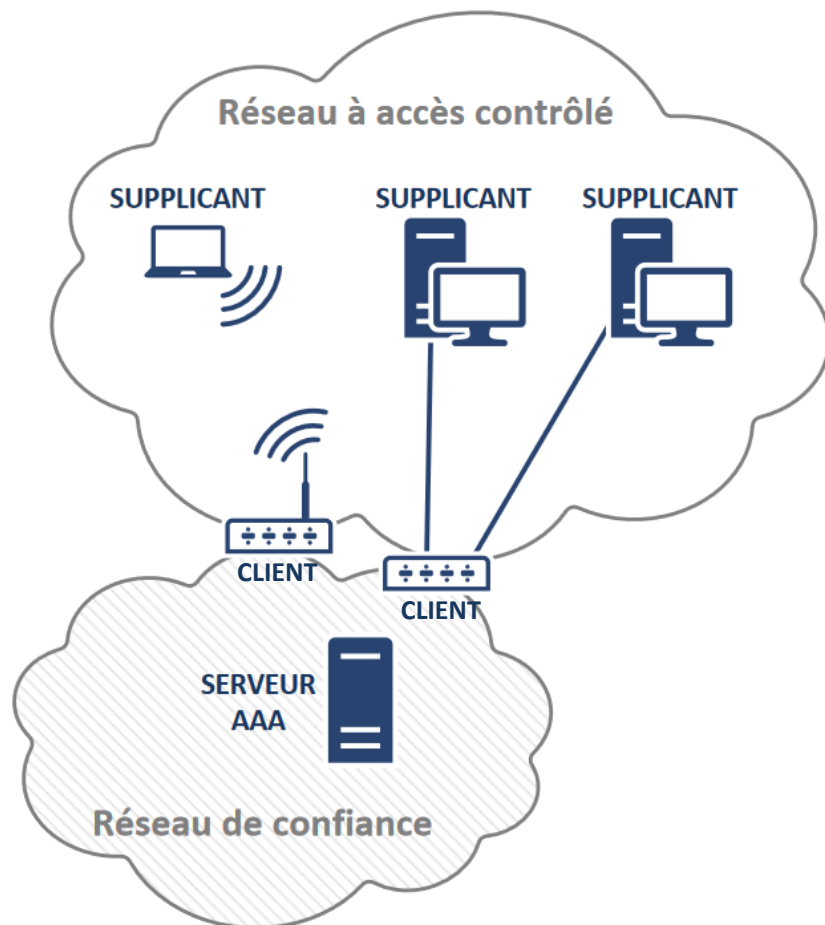 Réseau à accès contrôlé
SUPPLICANT
SUPPLICANT
SUPPLICANT
CLIENT
CLIENT
SERVEUR
AAA
Réseau de confiance